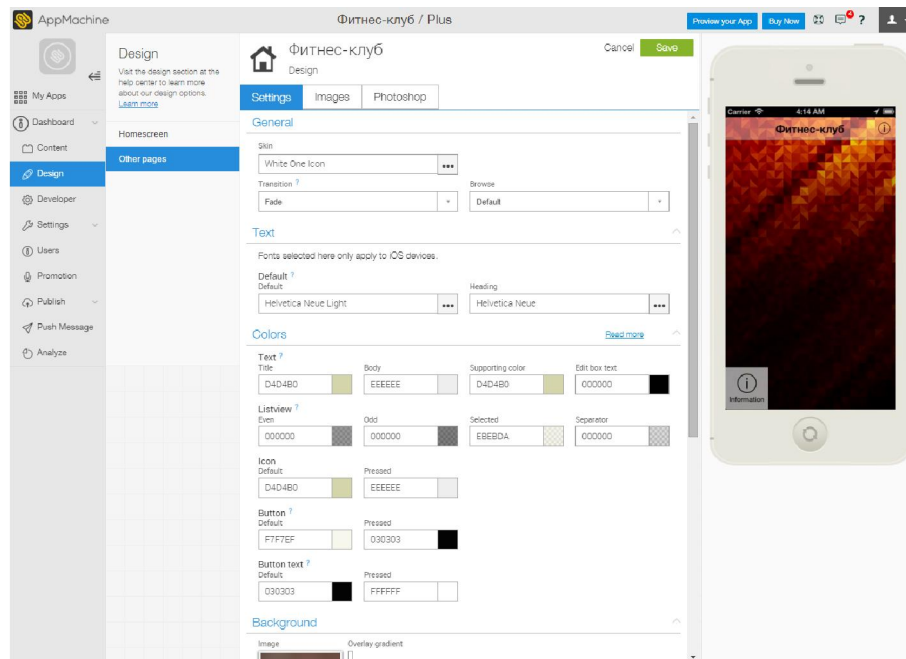 AppMachine
Фитнес-клуб / Plus
Preview your App
Buy Now
4
?
My Apps
Dashboard
Content
Design
Developer
Settings
Users
Promotion
Publish
Push Message
Analyze
Design
Visit the design section at the
help center to learn more
about our design options.
Learn more
Homescreen
Other pages
Фитнес-клуб
Design
Cancel
Save
Settings
Images
Photoshop
General
Skin
White One Icon
Transition ?
Browse
Fade
Default
Text
Fonts selected here only apply to iOS devices.
Default ?
Default
Heading
Helvetica Neue Light
Helvetica Neue
Colors
Read more
Text ?
Title
Body
Supporting color
Edit box text
D4D4B0
EEEEEE
D4D4B0
000000
Listview ?
Even
Odd
Selected
Separator
000000
000000
EBEBDA
000000
Icon
Default
Pressed
D4D4B0
EEEEEE
Button ?
Default
Pressed
F7F7EF
030303
Button text ?
Default
Pressed
030303
FFFFFF
Background
Image
Overlay gradient
Carrier
4:14 AM
Фитнес-клуб
Information